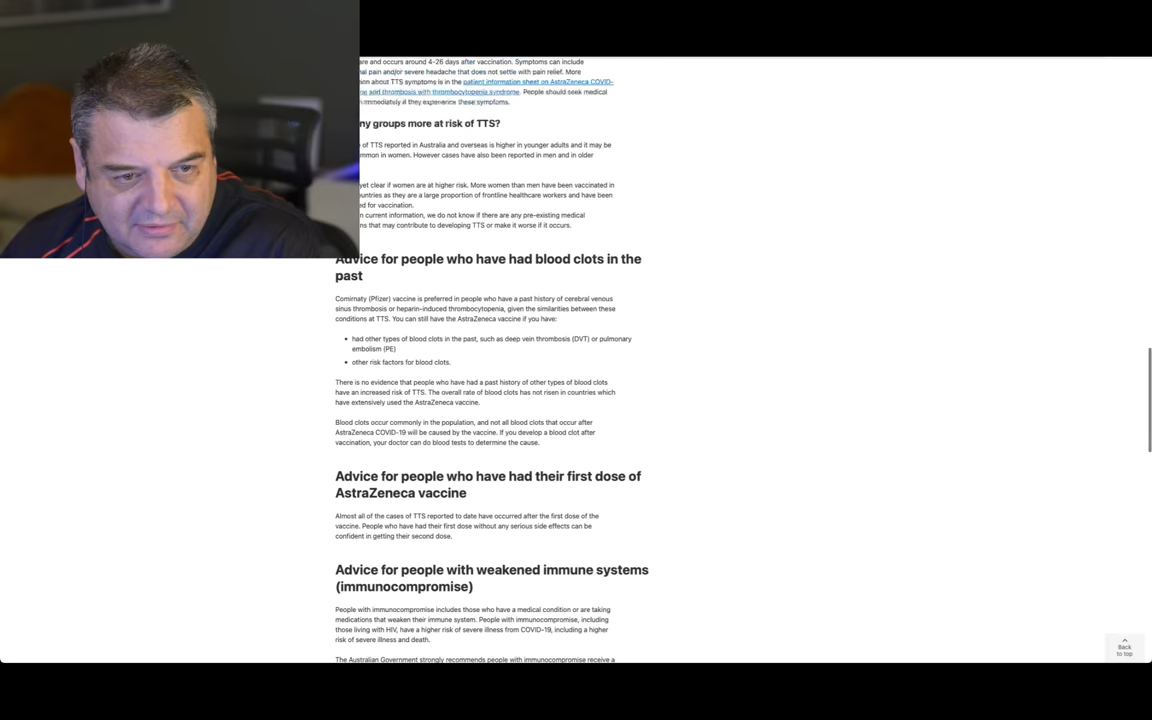 are and occurs around 4-26 days after vaccination. Symptoms can include
al pain and/or severe headache that does not settle with pain relief. More
on about TTS symptoms is in the patient information sheet on AstraZeneca COVID-
add thrombosis with thrombocytopenia syndrome. People should seek medical
immediately if they experience these symptoms.
ny groups more at risk of TTS?
of TTS reported in Australia and overseas is higher in younger adults and it may be
mmon in women. However cases have also been reported in men and in older
yet clear if women are at higher risk. More women than men have been vaccinated in
untries as they are a large proportion of frontline healthcare workers and have been
ed for vaccination.
n current information, we do not know if there are any pre-existing medical
ns that may contribute to developing TTS or make it worse if it occurs.
Advice for people who have had blood clots in the
past
Comirnaty (Pfizer) vaccine is preferred in people who have a past history of cerebral venous
sinus thrombosis or heparin-induced thrombocytopenia, given the similarities between these
conditions at TTS. You can still have the AstraZeneca vaccine if you have:
• had other types of blood clots in the past, such as deep vein thrombosis (DVT) or pulmonary
embolism (PE)
• other risk factors for blood clots.
There is no evidence that people who have had a past history of other types of blood clots
have an increased risk of TTS. The overall rate of blood clots has not risen in countries which
have extensively used the AstraZeneca vaccine.
Blood clots occur commonly in the population, and not all blood clots that occur after
AstraZeneca COVID-19 will be caused by the vaccine. If you develop a blood clot after
vaccination, your doctor can do blood tests to determine the cause.
Advice for people who have had their first dose of
AstraZeneca vaccine
Almost all of the cases of TTS reported to date have occurred after the first dose of the
vaccine. People who have had their first dose without any serious side effects can be
confident in getting their second dose.
Advice for people with weakened immune systems
(immunocompromise)
People with immunocompromise includes those who have a medical condition or are taking
medications that weaken their immune system. People with immunocompromise, including
those living with HIV, have a higher risk of severe illness from COVID-19, including a higher
risk of severe illness and death.
The Australian Government strongly recommends people with immunocompromise receive a
Back
to top